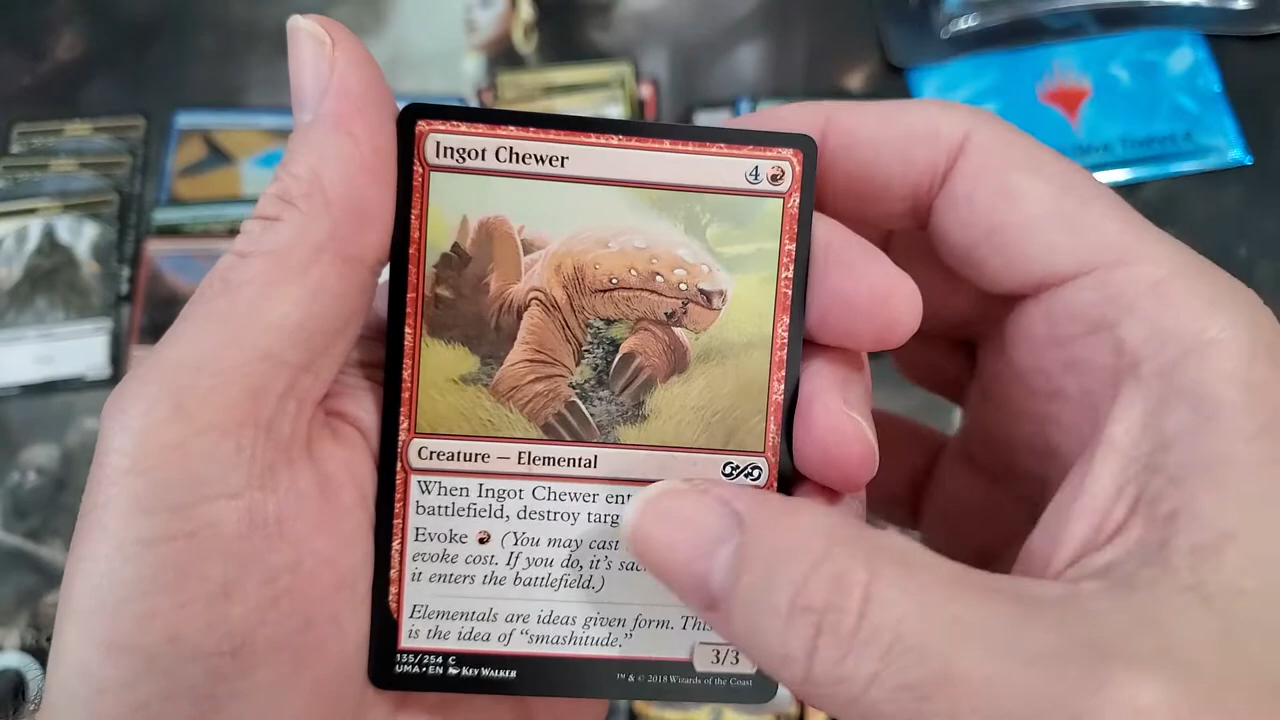 Ingot Chewer
4
Creature — Elemental
When Ingot Chewer ent
battlefield, destroy targ
Evoke (You may cast
evoke cost. If you do, it's sac
it enters the battlefield.)
Elementals are ideas given form. This
is the idea of “smashitude.”
3/3
135/254 C
UMA • EN Kev Walker
™ & © 2018 Wizards of the Coast